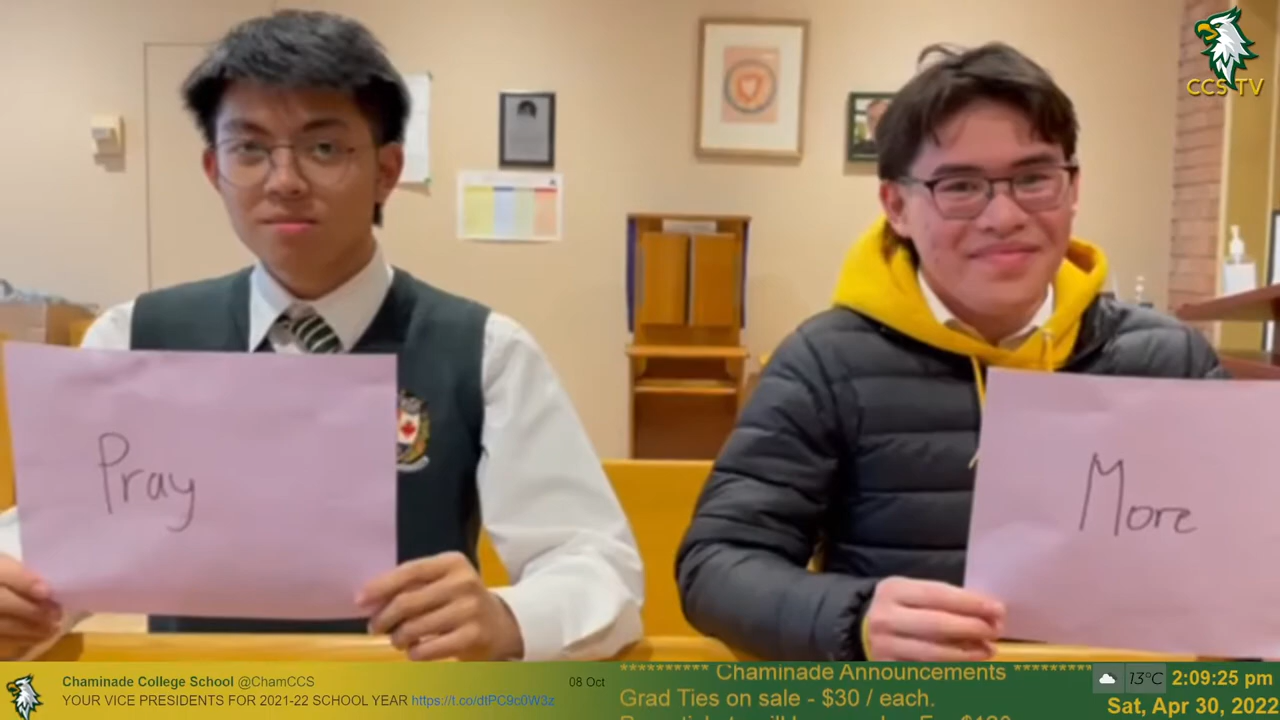 CCS TV
Pray
More
Chaminade College School @ChamCCS
08 Oct
YOUR VICE PRESIDENTS FOR 2021-22 SCHOOL YEAR https://t.co/dtPC9c0W3z
********** Chaminade Announcements **********
Grad Ties on sale - $30 / each.
13°C
2:09:25 pm
Sat, Apr 30, 2022